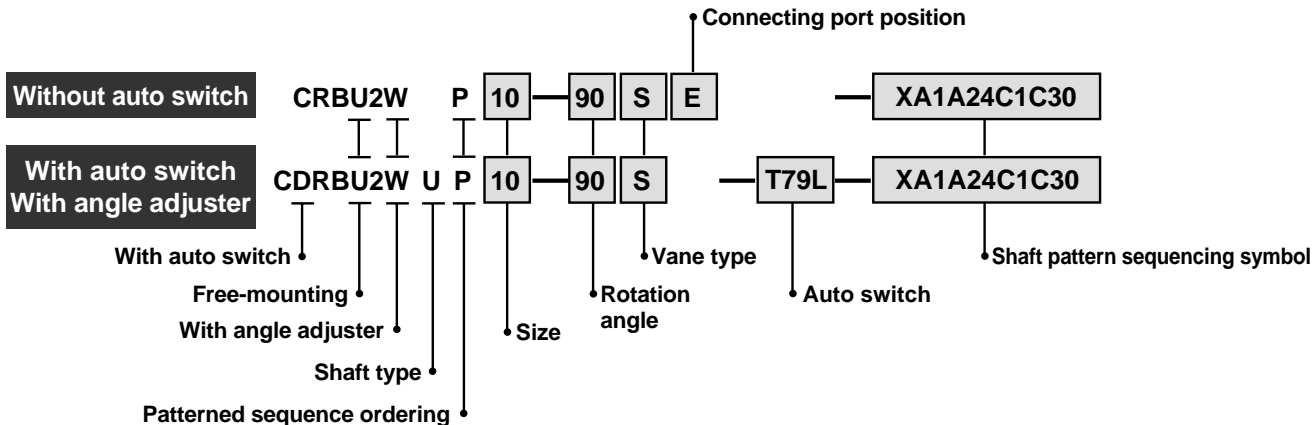 Connecting port position
Without auto switch CRBU2W P 10 — 90 S E — XA1A24C1C30
With auto switch
With angle adjuster
CDRBU2W U P 10 — 90 S — T79L — XA1A24C1C30
With auto switch
Vane type
Shaft pattern sequencing symbol
Free-mounting
Rotation
angle
Auto switch
With angle adjuster
Size
Shaft type
Patterned sequence ordering